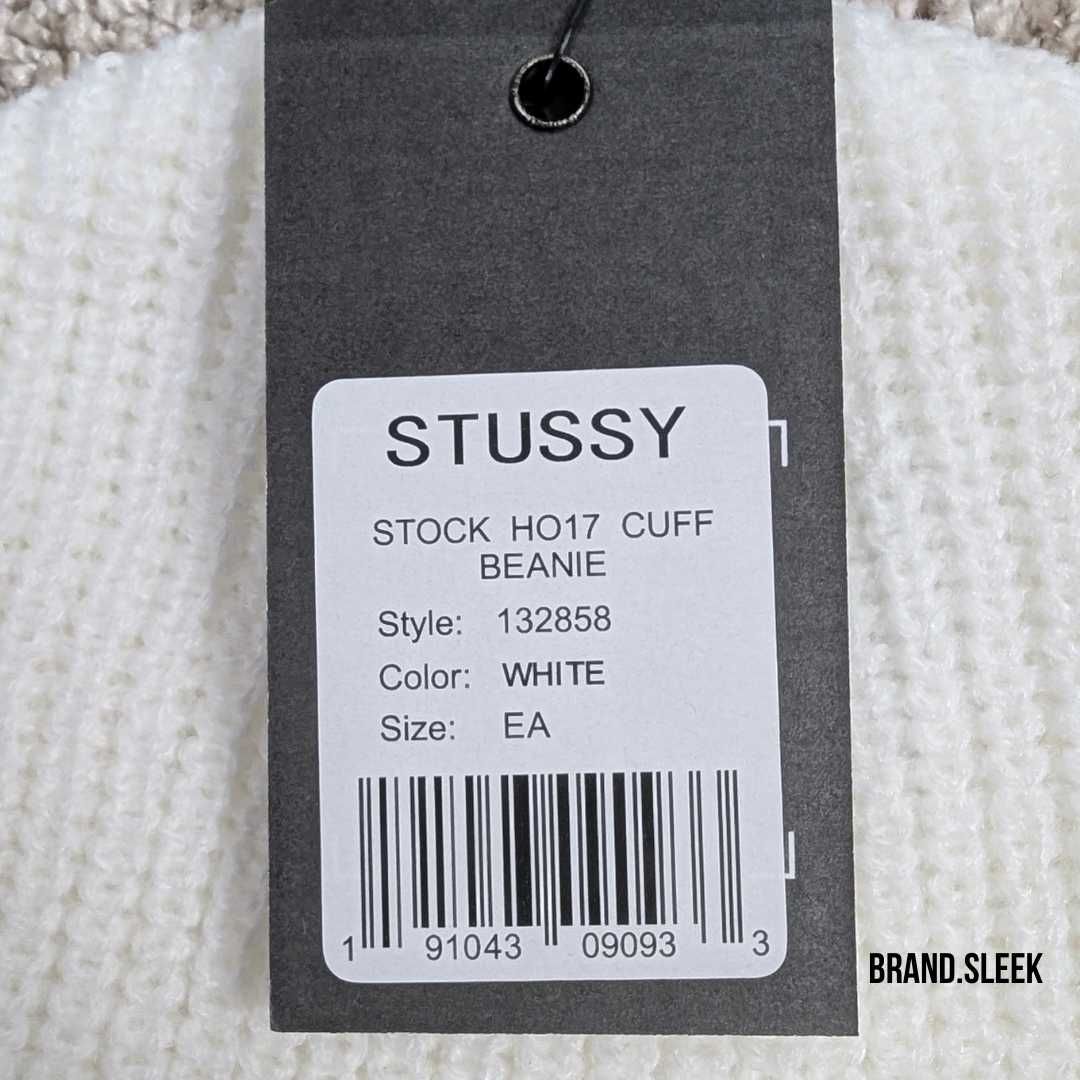 STUSSY
STOCK HO17 CUFF
BEANIE
Style: 132858
Color: WHITE
Size: EA
1 91043 09093 3
BRAND.SLEEK